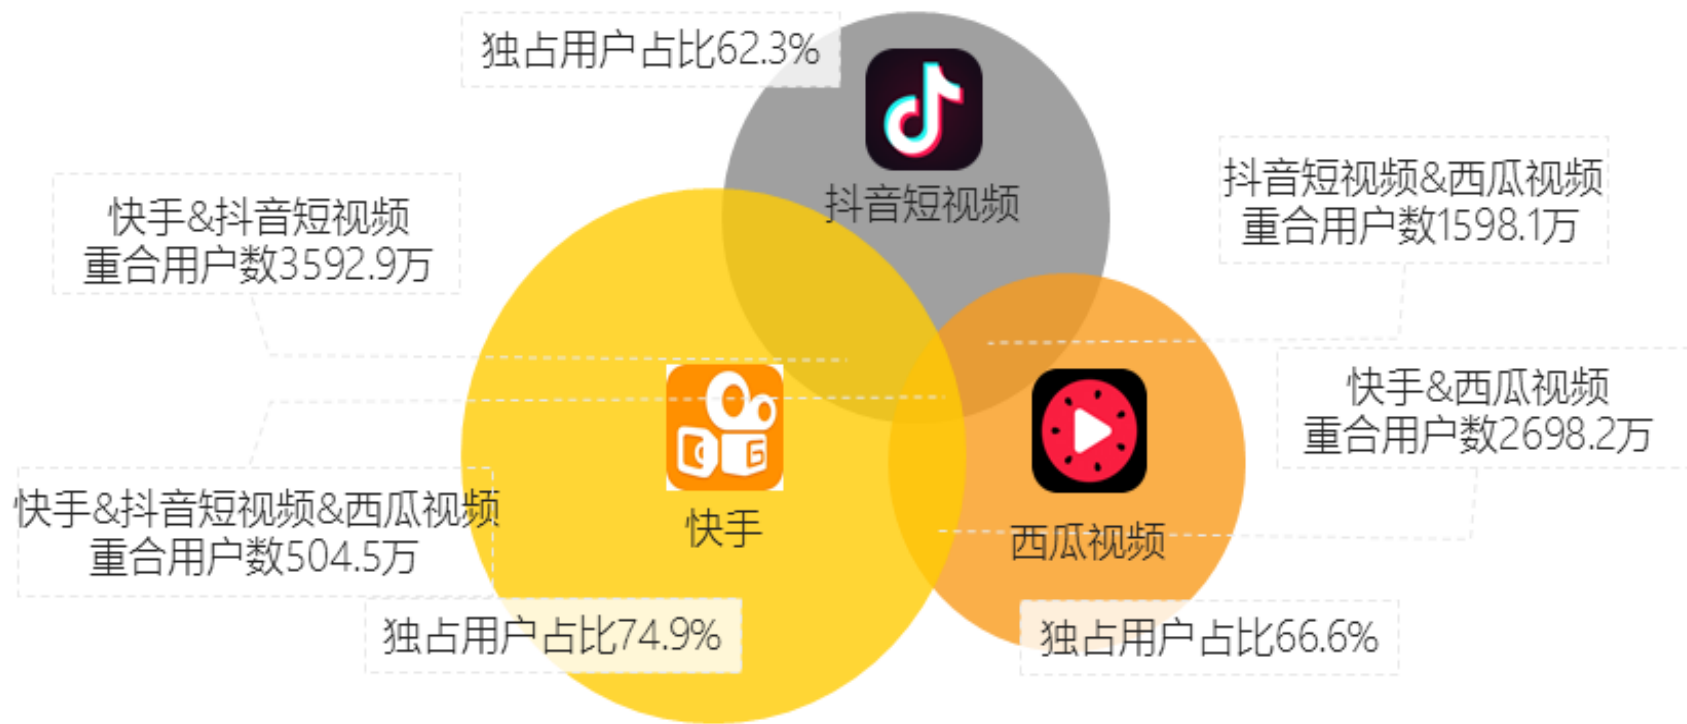 独占用户占比62.3%
抖音短视频
抖音短视频&西瓜视频
重合用户数1598.1万
快手&抖音短视频
重合用户数3592.9万
快手&西瓜视频
重合用户数2698.2万
快手
西瓜视频
快手&抖音短视频&西瓜视频
重合用户数504.5万
独占用户占比74.9%
独占用户占比66.6%